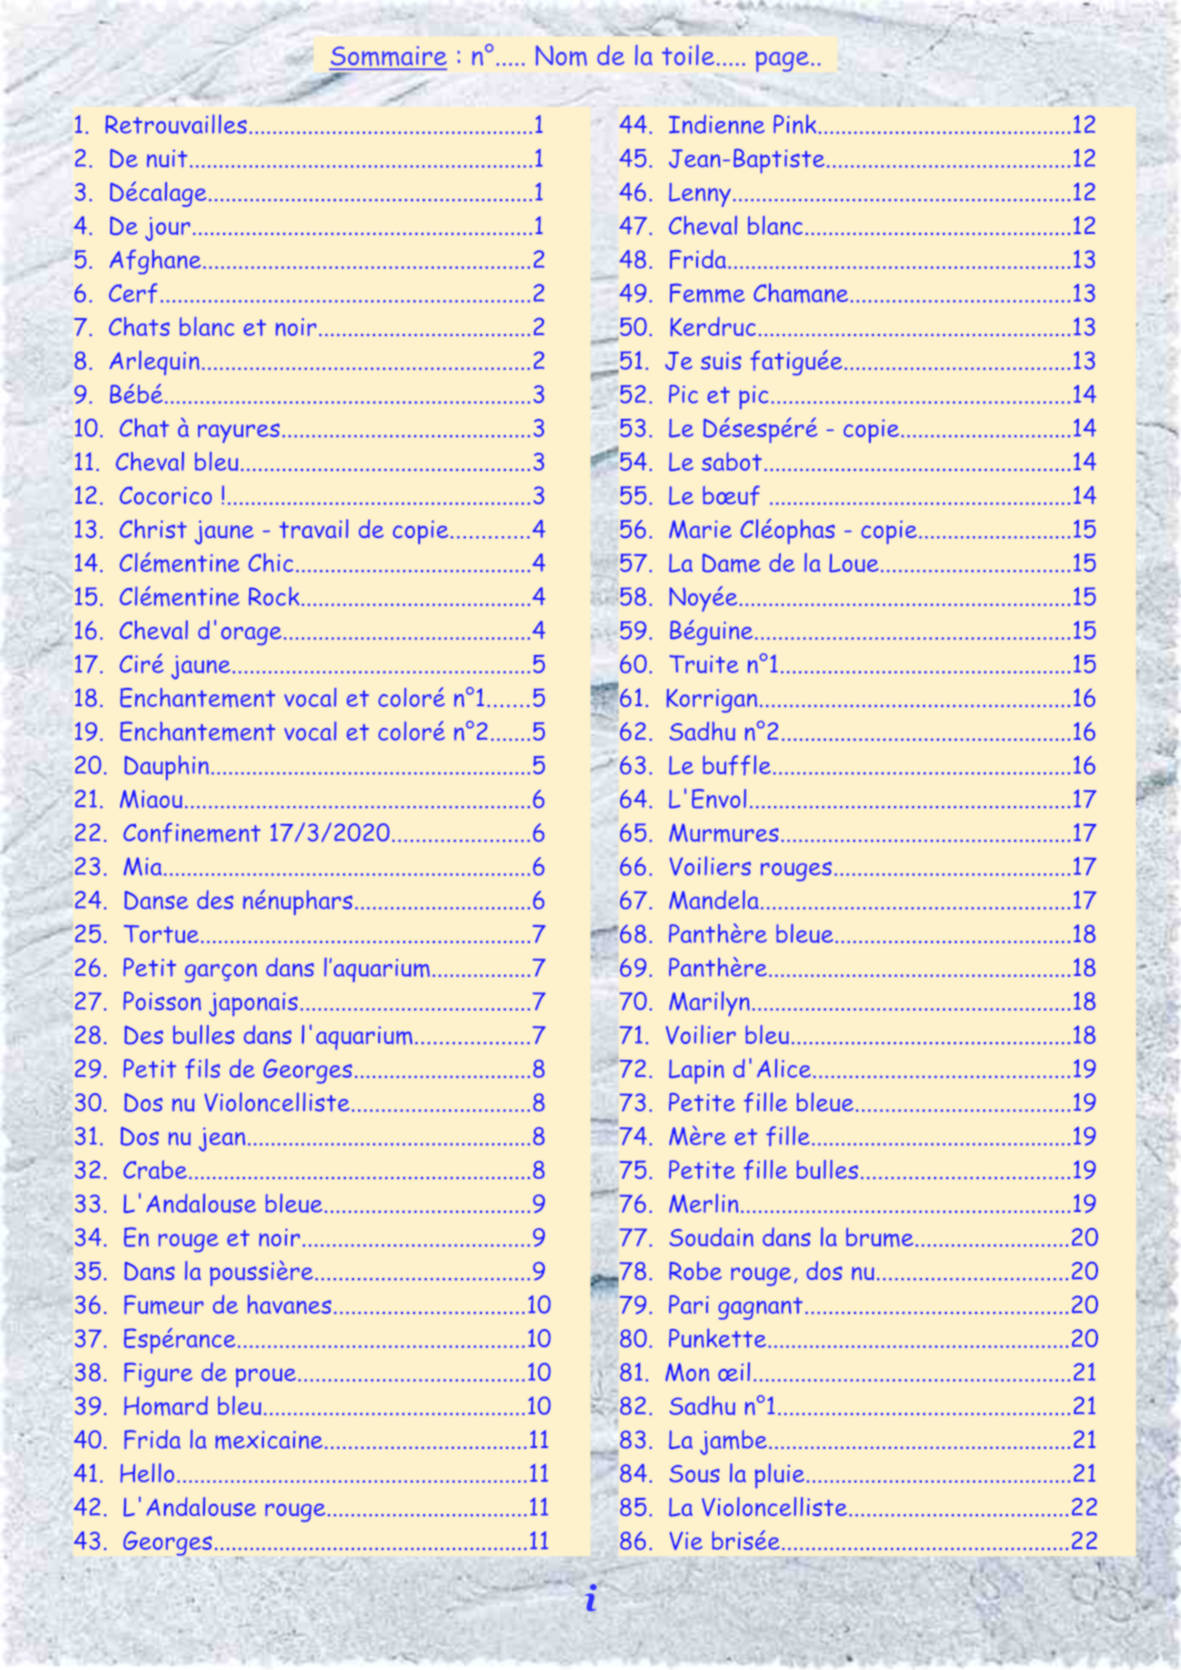 Sommaire : n°..... Nom de la toile..... page..
1. Retrouvailles................................................1
2. De nuit..........................................................1
3. Décalage.......................................................1
4. De jour.........................................................1
5. Afghane.......................................................2
6. Cerf..............................................................2
7. Chats blanc et noir....................................2
8. Arlequin.......................................................2
9. Bébé.............................................................3
10. Chat à rayures..........................................3
11. Cheval bleu.................................................3
12. Cocorico !...................................................3
13. Christ jaune - travail de copie.............4
14. Clémentine Chic........................................4
15. Clémentine Rock.......................................4
16. Cheval d'orage..........................................4
17. Ciré jaune..................................................5
18. Enchantement vocal et coloré n°1.......5
19. Enchantement vocal et coloré n°2.......5
20. Dauphin......................................................5
21. Miaou..........................................................6
22. Confinement 17/3/2020.......................6
23. Mia..............................................................6
24. Danse des nénuphars..............................6
25. Tortue........................................................7
26. Petit garçon dans l’aquarium.................7
27. Poisson japonais.......................................7
28. Des bulles dans l'aquarium....................7
29. Petit fils de Georges..............................8
30. Dos nu Violoncelliste..............................8
31. Dos nu jean................................................8
32. Crabe..........................................................8
33. L'Andalouse bleue...................................9
34. En rouge et noir.......................................9
35. Dans la poussière.....................................9
36. Fumeur de havanes................................10
37. Espérance.................................................10
38. Figure de proue......................................10
39. Homard bleu............................................10
40. Frida la mexicaine..................................11
41. Hello...........................................................11
42. L'Andalouse rouge..................................11
43. Georges.....................................................11
44. Indienne Pink...........................................12
45. Jean-Baptiste.........................................12
46. Lenny.........................................................12
47. Cheval blanc.............................................12
48. Frida..........................................................13
49. Femme Chamane.....................................13
50. Kerdruc.....................................................13
51. Je suis fatiguée......................................13
52. Pic et pic..................................................14
53. Le Désespéré - copie.............................14
54. Le sabot....................................................14
55. Le bœuf ...................................................14
56. Marie Cléophas - copie..........................15
57. La Dame de la Loue................................15
58. Noyée........................................................15
59. Béguine.....................................................15
60. Truite n°1.................................................15
61. Korrigan....................................................16
62. Sadhu n°2.................................................16
63. Le buffle..................................................16
64. L'Envol......................................................17
65. Murmures.................................................17
66. Voiliers rouges........................................17
67. Mandela....................................................17
68. Panthère bleue........................................18
69. Panthère...................................................18
70. Marilyn......................................................18
71. Voilier bleu...............................................18
72. Lapin d'Alice............................................19
73. Petite fille bleue.....................................19
74. Mère et fille............................................19
75. Petite fille bulles....................................19
76. Merlin........................................................19
77. Soudain dans la brume..........................20
78. Robe rouge, dos nu.................................20
79. Pari gagnant.............................................20
80. Punkette...................................................20
81. Mon œil.....................................................21
82. Sadhu n°1.................................................21
83. La jambe...................................................21
84. Sous la pluie.............................................21
85. La Violoncelliste......................................22
86. Vie brisée.................................................22
i